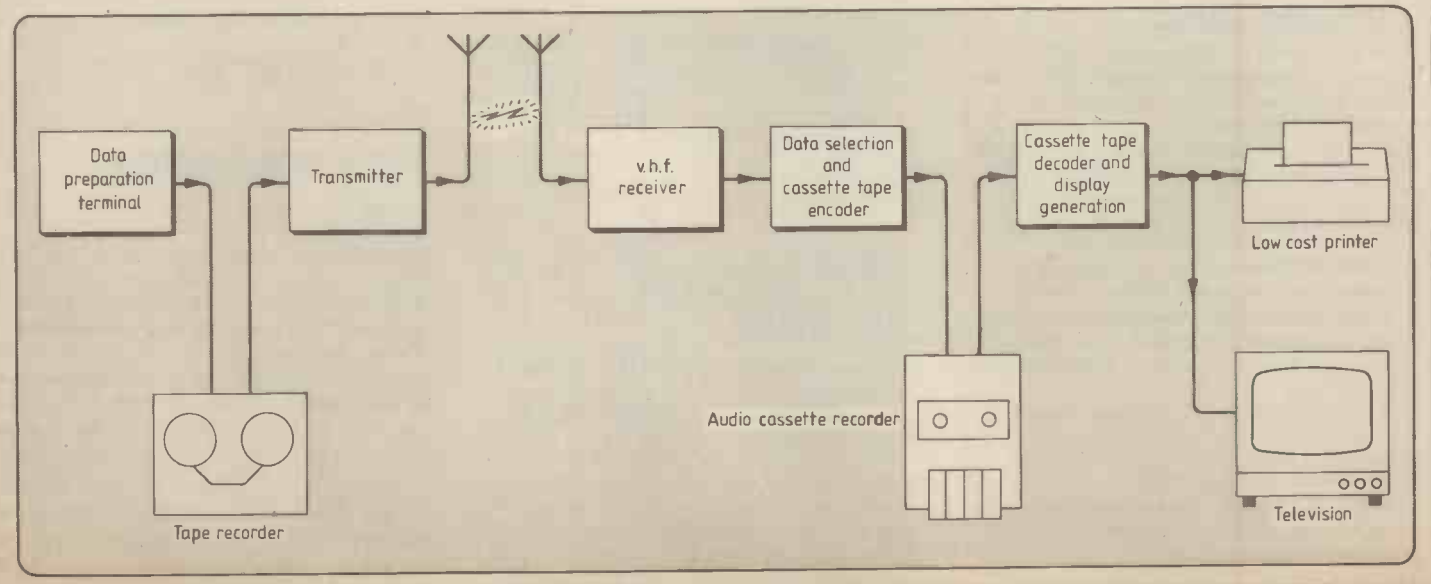 Data
preparation
terminal
Transmitter
v.h.f.
receiver
Data selection
and
cassette tape
encoder
Cassette tape
decoder and
display
generation
Low cost printer
Audio cassette recorder
Tape recorder
Television